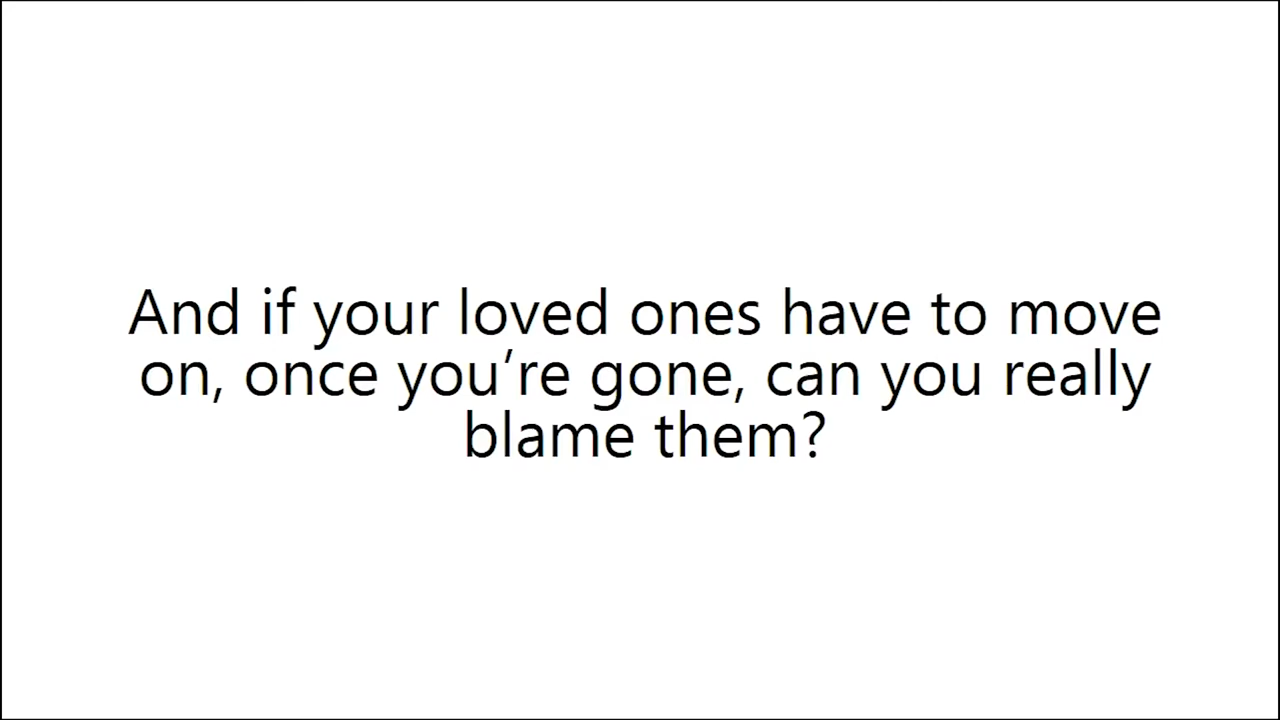 And if your loved ones have to move
on, once you’re gone, can you really
blame them?